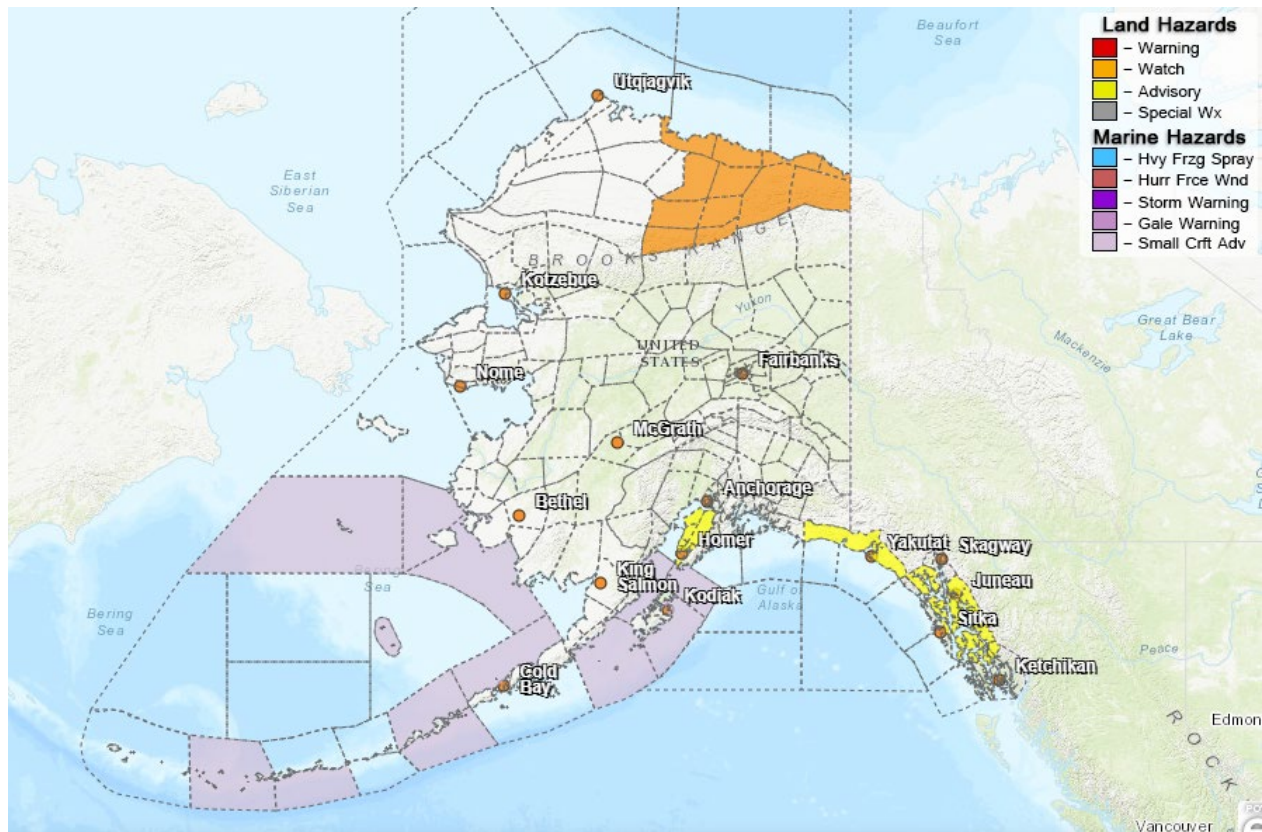 Beaufort
Sea
Land Hazards
– Warning
– Watch
– Advisory
– Special Wx
Marine Hazards
– Hvy Frzg Spray
– Hurr Frce Wnd
– Storm Warning
– Gale Warning
– Small Crft Adv
Utqiagvik
East
Siberian
Sea
BROOKS RANGE
Kotzebue
Yukon
Great Bear
Lake
Mackenzie
UNITED
STATES
Fairbanks
Nome
McGrath
Anchorage
Bethel
Homer
Yakutat
Skagway
King
Salmon
Juneau
Kodiak
Gulf of
Alaska
Sea
Bering
Sea
Sitka
Peace
Ketchikan
Cold
Bay
ROCK
Edmon
Vancouver